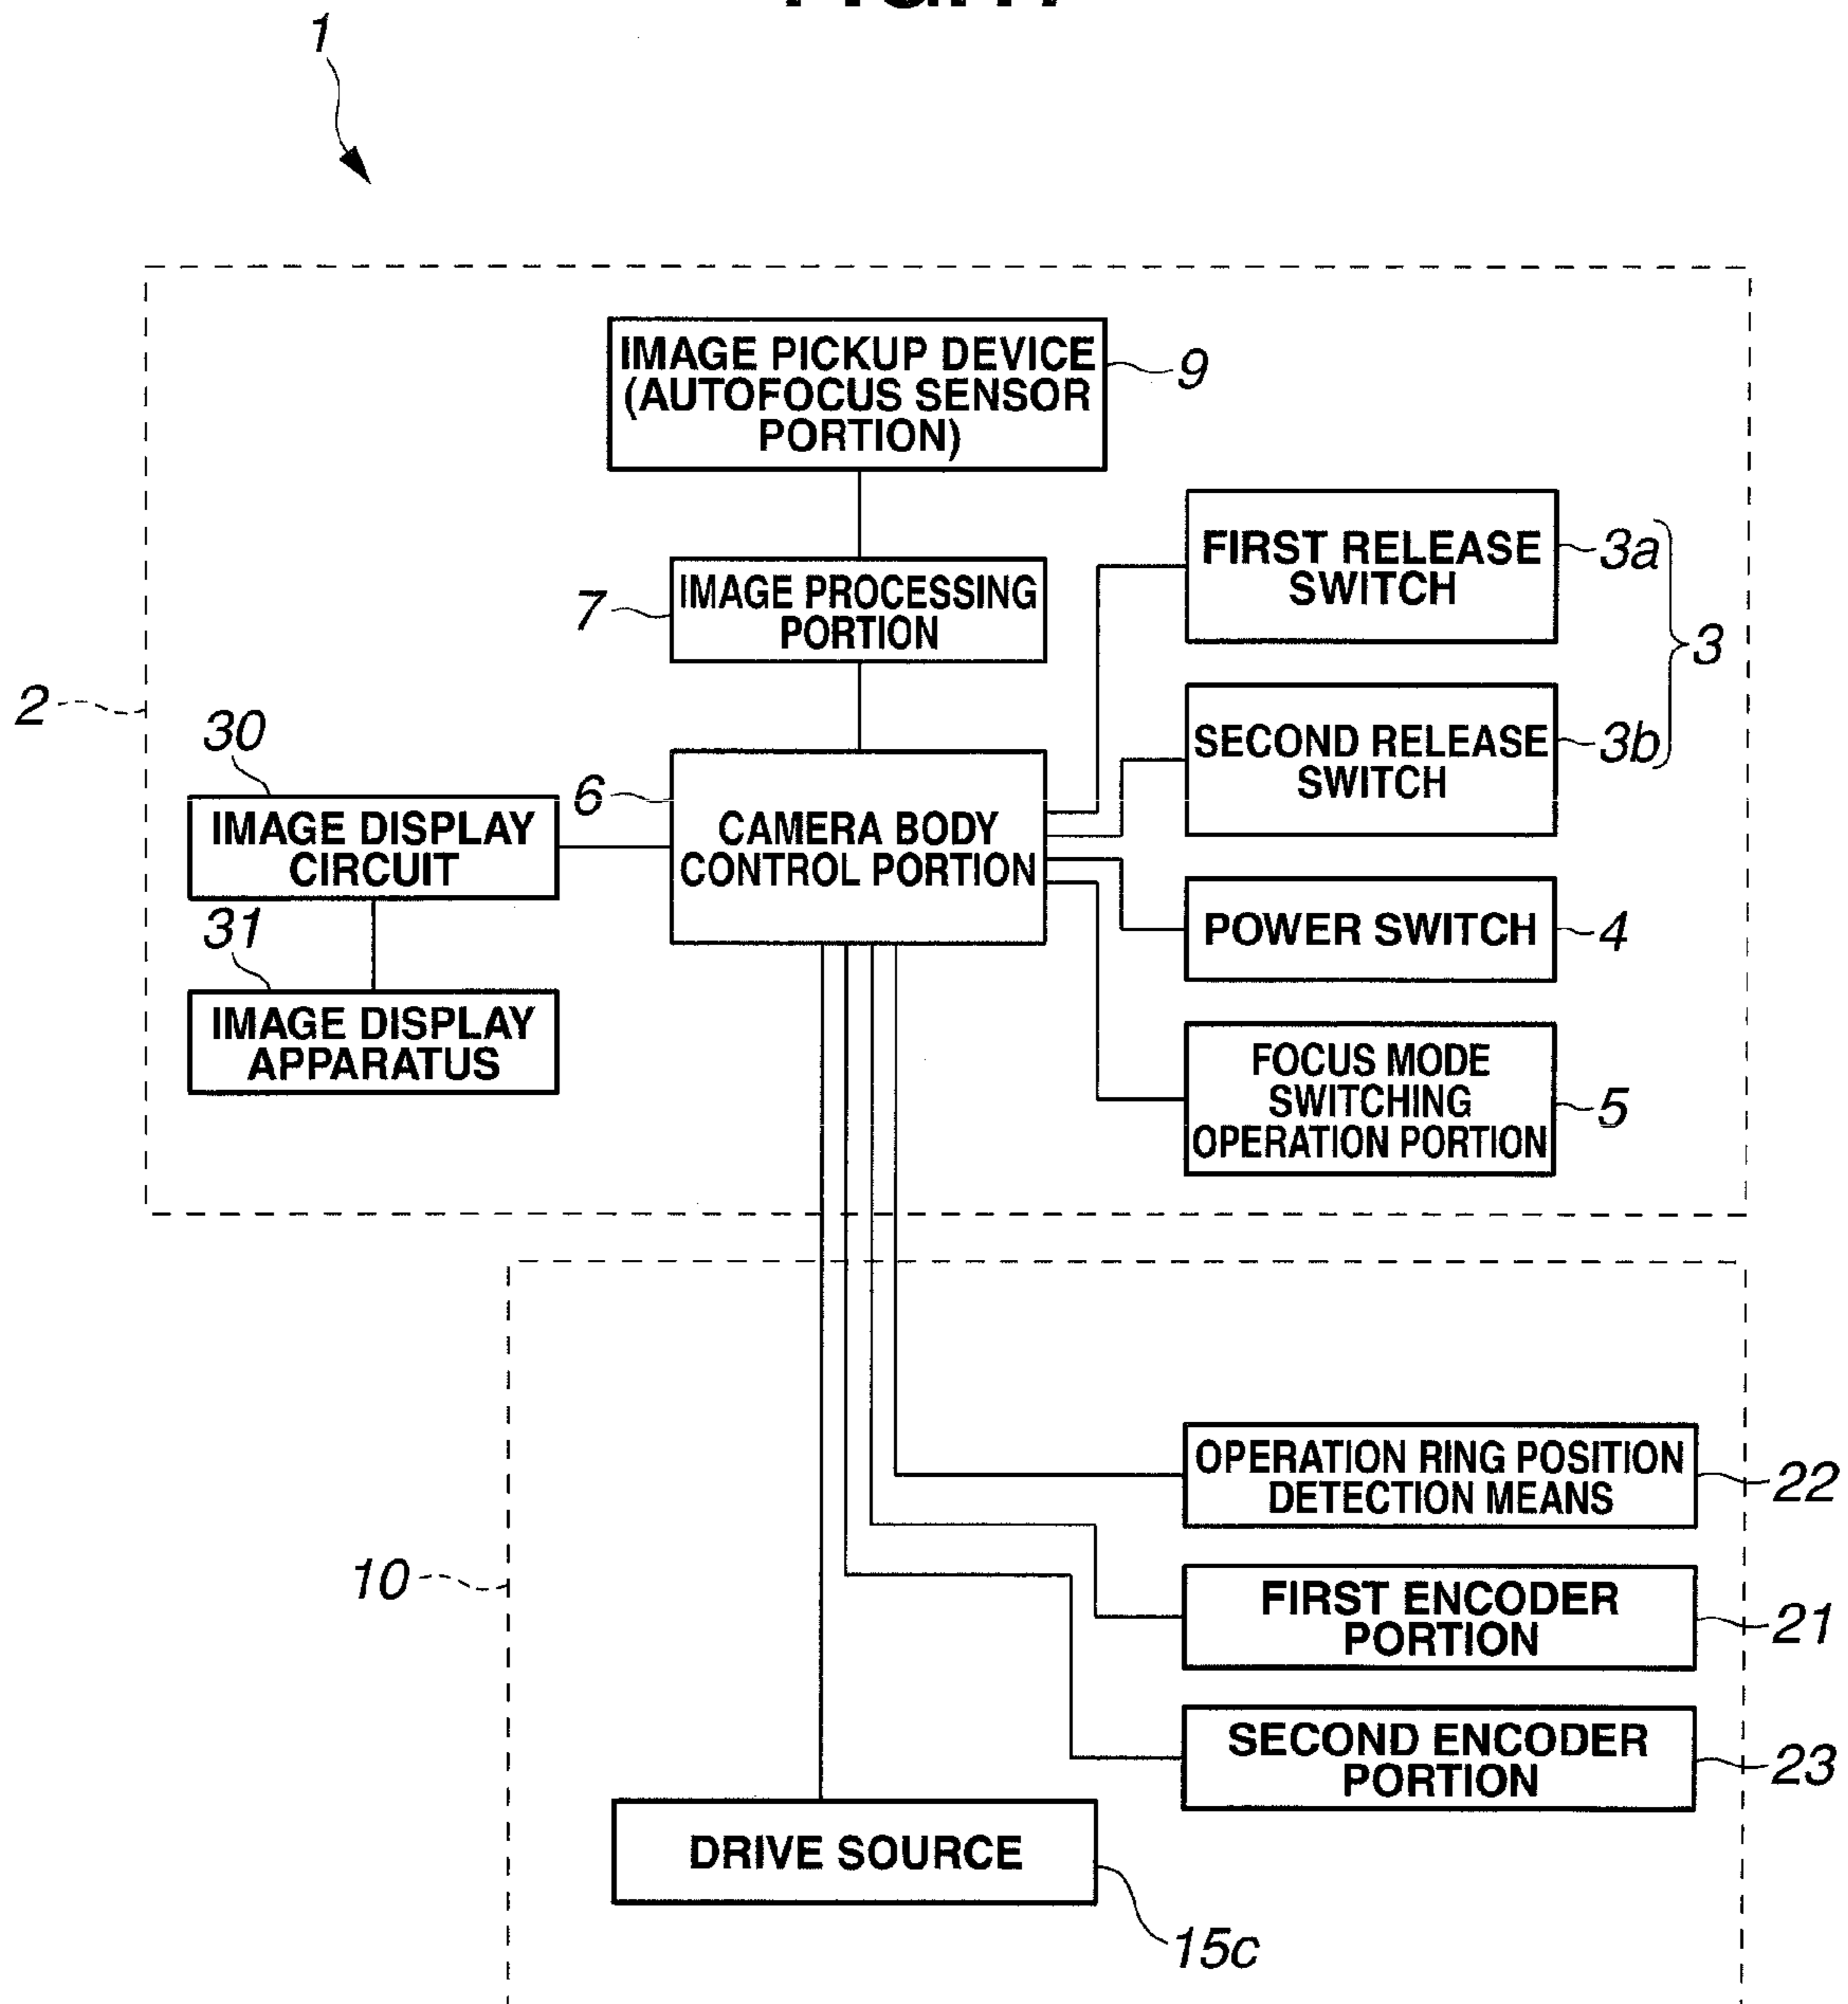 1
IMAGE PICKUP DEVICE
(AUTOFOCUS SENSOR
PORTION)
9
FIRST RELEASE
SWITCH
3a
7
IMAGE PROCESSING
PORTION
3
2
SECOND RELEASE
SWITCH
3b
30
6
IMAGE DISPLAY
CIRCUIT
CAMERA BODY
CONTROL PORTION
POWER SWITCH
4
31
IMAGE DISPLAY
APPARATUS
FOCUS MODE
SWITCHING
OPERATION PORTION
5
OPERATION RING POSITION
DETECTION MEANS
22
10
FIRST ENCODER
PORTION
21
SECOND ENCODER
PORTION
23
DRIVE SOURCE
15c